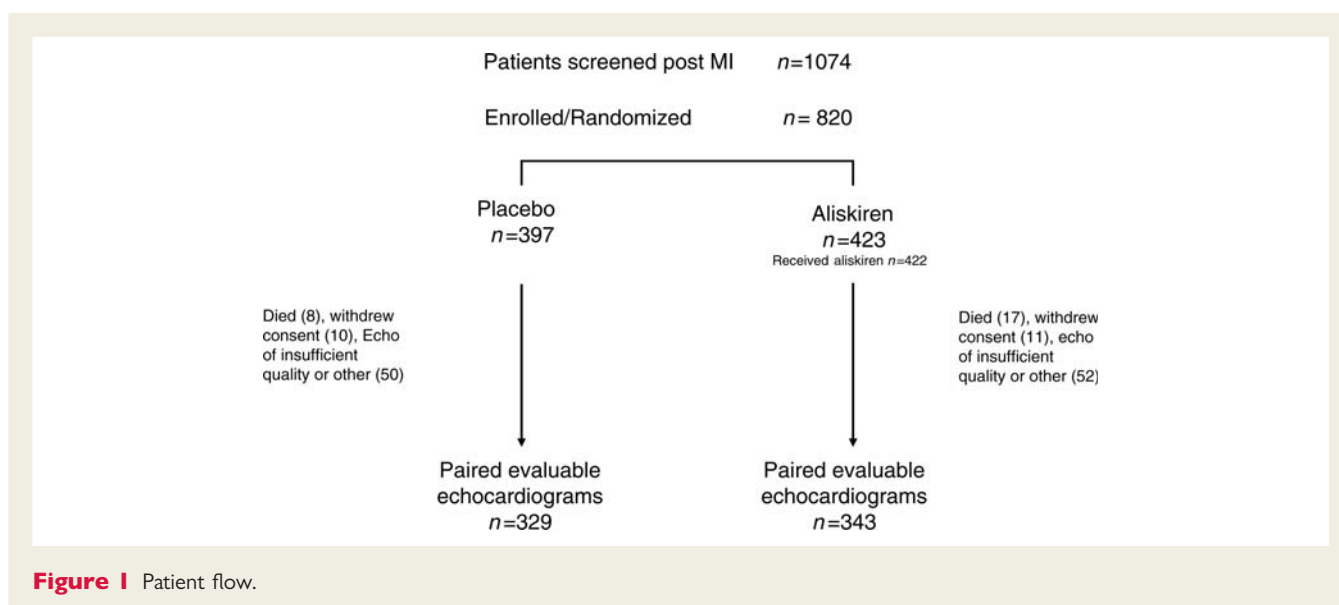 Patients screened post MI n=1074
Enrolled/Randomized n= 820
Placebo
n=397
Aliskiren
n=423
Received aliskiren n=422
Died (8), withdrew
consent (10), Echo
of insufficient
quality or other (50)
Died (17), withdrew
consent (11), echo
of insufficient
quality or other (52)
Paired evaluable
echocardiograms
n=329
Paired evaluable
echocardiograms
n=343
Figure 1 Patient flow.